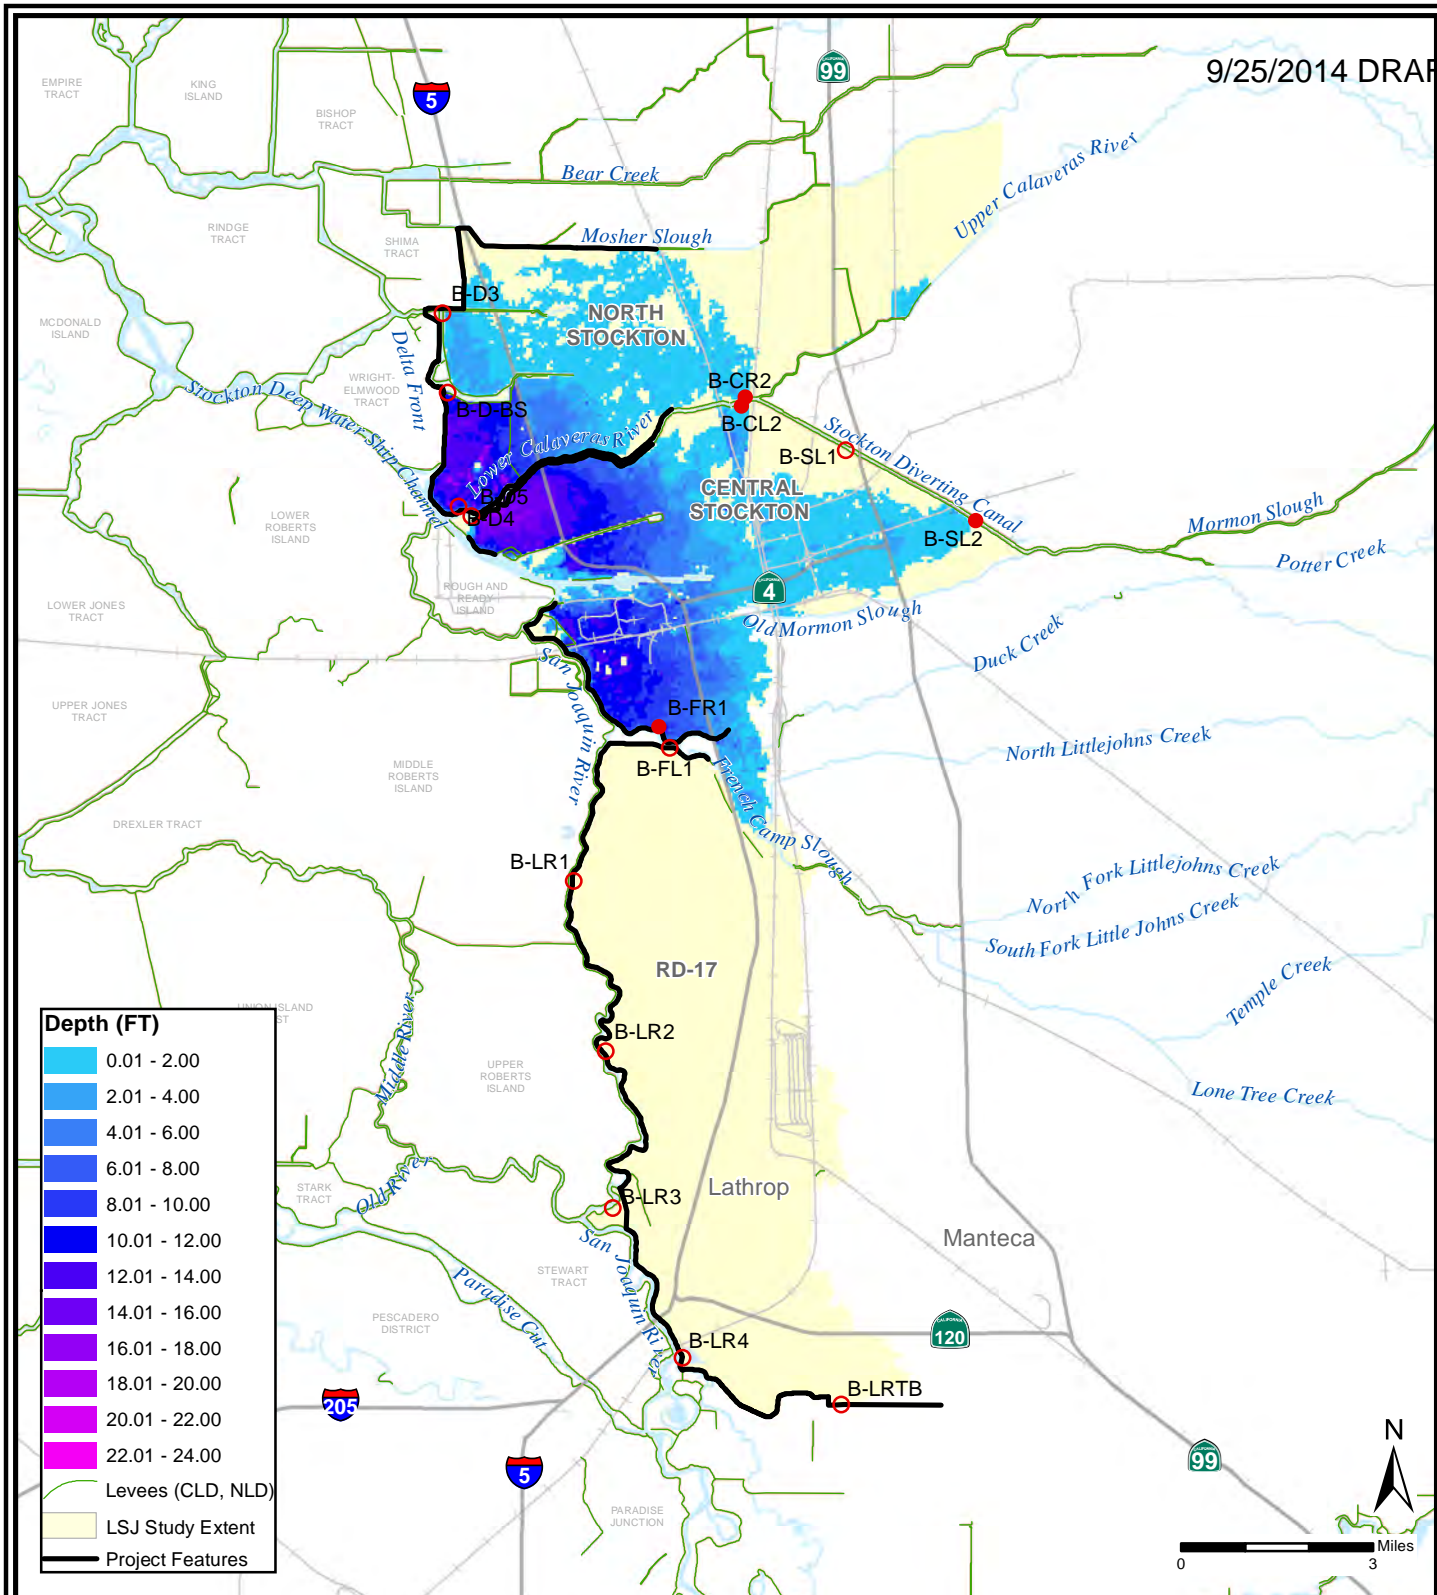 9/25/2014 DRAF
EMPIRE
TRACT
KING
ISLAND
BISHOP
TRACT
5
CALIFORNIA
99
Bear Creek
Upper Calaveras River
RINDGE
TRACT
SHIMA
TRACT
Mosher Slough
B-D3
NORTH
STOCKTON
MCDONALD
ISLAND
Delta Front
WRIGHT-
ELMWOOD
TRACT
Stockton Deep Water Ship Channel
B-D-BS
Lower Calaveras River
B-CR2
B-CL2
B-SL1
Stockton Diverting Canal
B-D5
B-D4
CENTRAL
STOCKTON
B-SL2
Mormon Slough
Potter Creek
LOWER
ROBERTS
ISLAND
ROUGH AND
READY
ISLAND
CALIFORNIA
4
LOWER JONES
TRACT
Old Mormon Slough
Duck Creek
San Joaquin River
UPPER JONES
TRACT
B-FR1
B-FL1
North Littlejohns Creek
MIDDLE
ROBERTS
ISLAND
French Camp Slough
DREXLER TRACT
B-LR1
North Fork Littlejohns Creek
South Fork Little Johns Creek
RD-17
Temple Creek
UNION ISLAND
B-LR2
Middle River
UPPER
ROBERTS
ISLAND
Lone Tree Creek
STARK
TRACT
Old River
B-LR3
Lathrop
Manteca
San Joaquin River
STEWART
TRACT
Paradise Cut
PESCADERO
DISTRICT
CALIFORNIA
120
B-LR4
B-LRTB
205
5
CALIFORNIA
99
PARADISE
JUNCTION
Depth (FT)
0.01 - 2.00
2.01 - 4.00
4.01 - 6.00
6.01 - 8.00
8.01 - 10.00
10.01 - 12.00
12.01 - 14.00
14.01 - 16.00
16.01 - 18.00
18.01 - 20.00
20.01 - 22.00
22.01 - 24.00
Levees (CLD, NLD)
LSJ Study Extent
Project Features
N
Miles
0 3